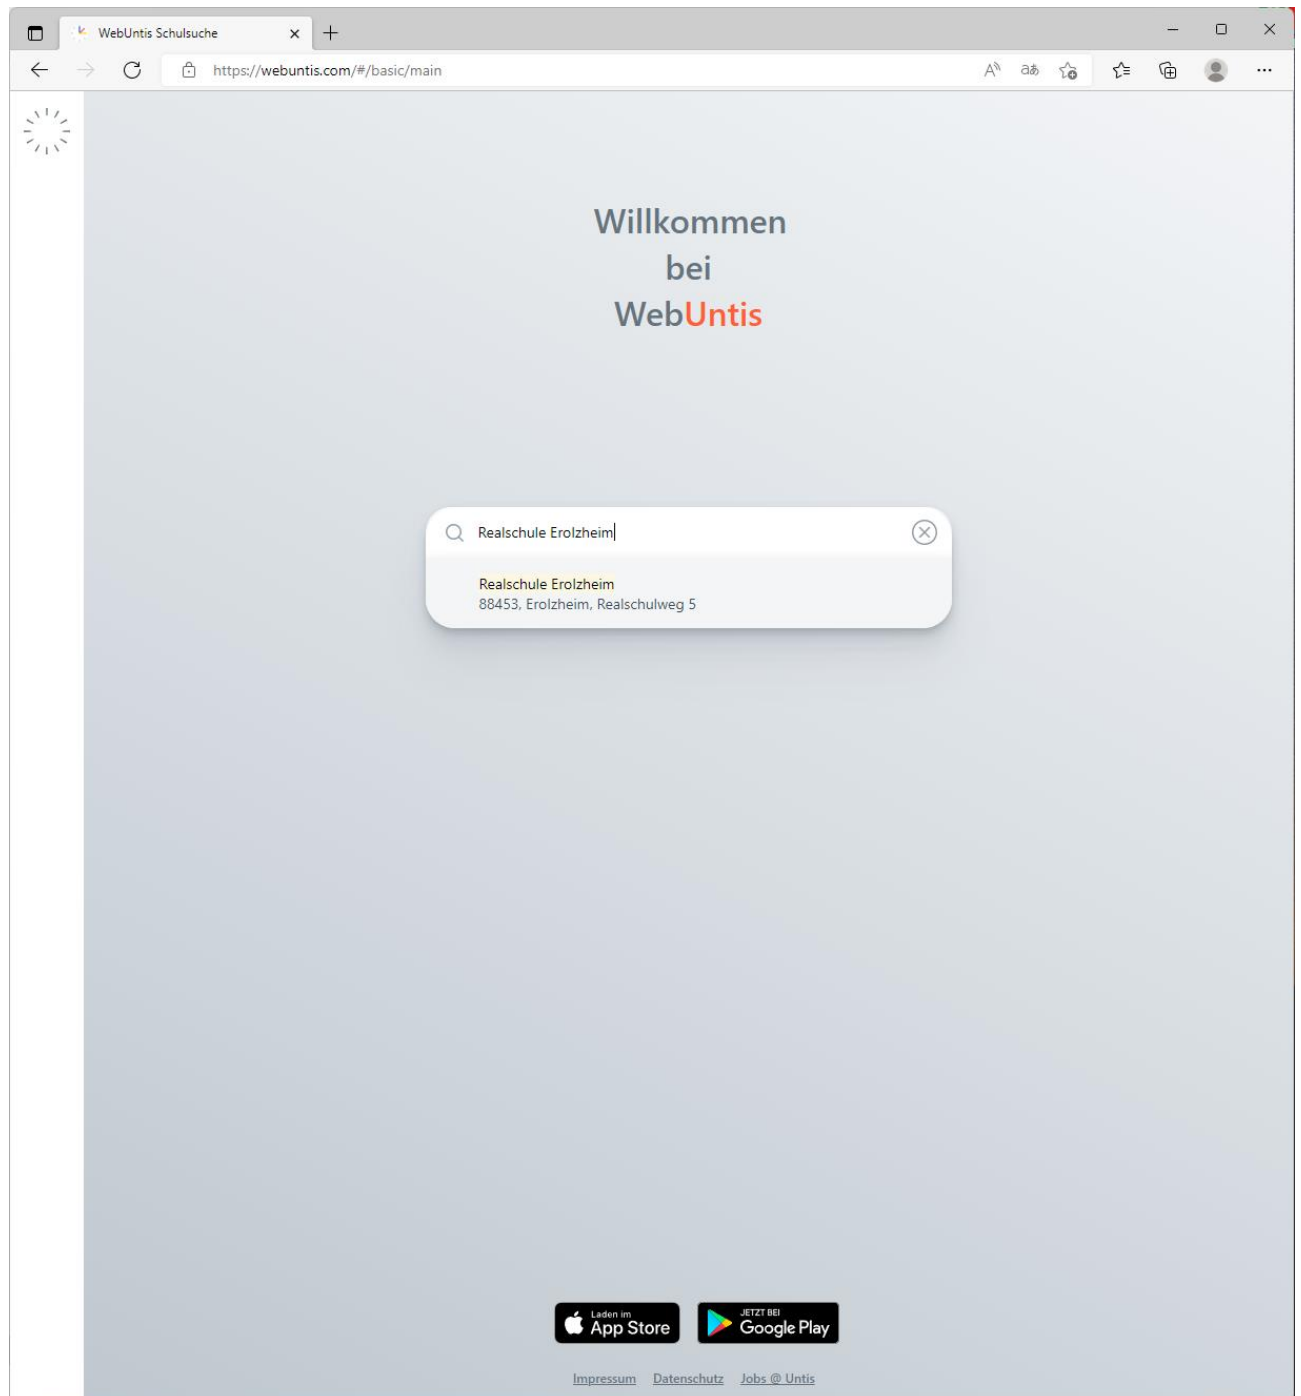 WebUntis Schulsuche
https://webuntis.com/#/basic/main
Willkommen
bei
WebUntis
Realschule Erolzheim
Realschule Erolzheim
88453, Erolzheim, Realschulweg 5
Laden im
App Store
JETZT BEI
Google Play
Impressum Datenschutz Jobs @ Untis